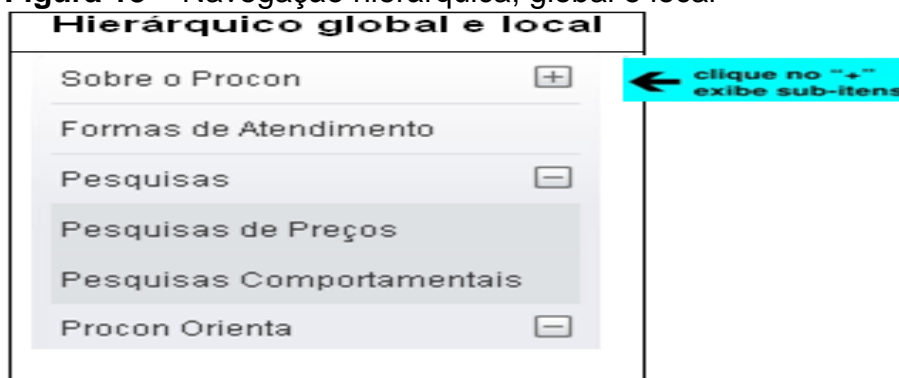 Hierárquico global e local
Sobre o Procon +
clique no "+"
exibe sub-itens
Formas de Atendimento
Pesquisas −
Pesquisas de Preços
Pesquisas Comportamentais
Procon Orienta −